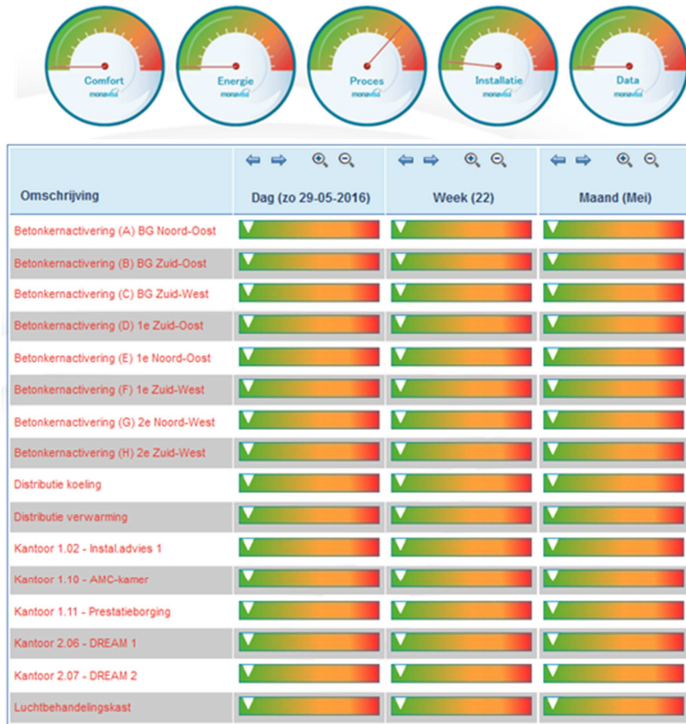 Comfort
monavisa
Energie
monavisa
Proces
monavisa
Installatie
monavisa
Data
monavisa
Omschrijving
Dag (zo 29-05-2016)
Week (22)
Maand (Mei)
Betonkernactivering (A) BG Noord-Oost
Betonkernactivering (B) BG Zuid-Oost
Betonkernactivering (C) BG Zuid-West
Betonkernactivering (D) 1e Zuid-Oost
Betonkernactivering (E) 1e Noord-Oost
Betonkernactivering (F) 1e Zuid-West
Betonkernactivering (G) 2e Noord-West
Betonkernactivering (H) 2e Zuid-West
Distributie koeling
Distributie verwarming
Kantoor 1.02 - Instal.advies 1
Kantoor 1.10 - AMC-kamer
Kantoor 1.11 - Prestatieborging
Kantoor 2.06 - DREAM 1
Kantoor 2.07 - DREAM 2
Luchtbehandelingskast